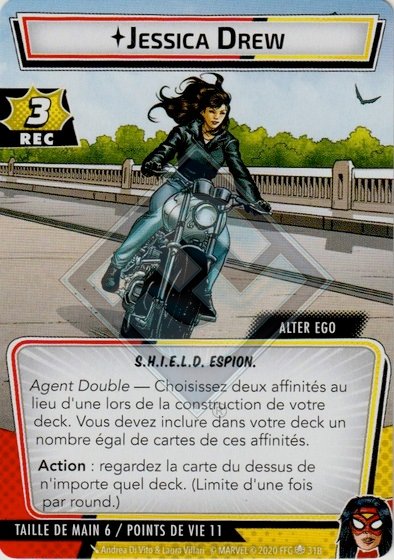 JESSICA DREW
3
REC
ALTER EGO
S.H.I.E.L.D. ESPION.
Agent Double — Choisissez deux affinités au
lieu d'une lors de la construction de votre
deck. Vous devez inclure dans votre deck un
nombre égal de cartes de ces affinités.
Action : regardez la carte du dessus de
n'importe quel deck. (Limite d'une fois
par round.)
TAILLE DE MAIN 6 / POINTS DE VIE 11
Andrea Di Vito & Laura Villari © MARVEL © 2020 FFG 31B